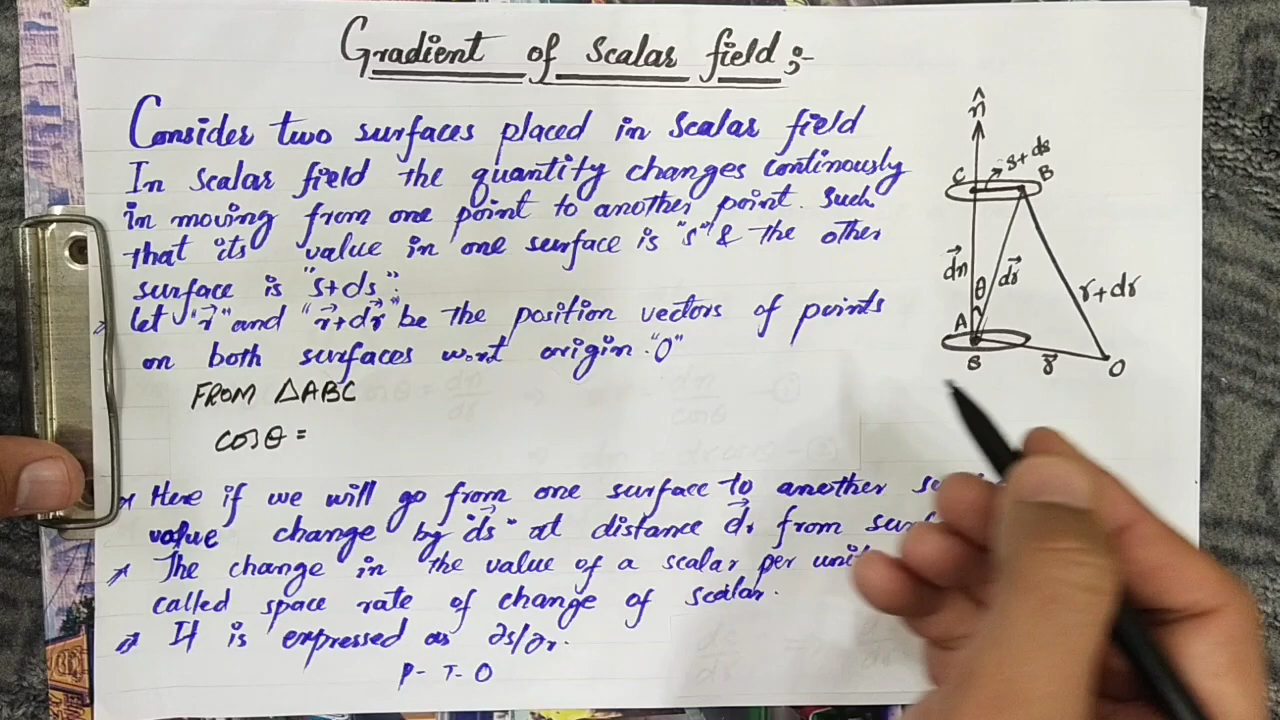 Gradient of Scalar field ;-
Consider two surfaces placed in scalar field
In scalar field the quantity changes continously
in moving from one point to another point. Such
that its value in one surface is "s" & the other
surface is "s+ds".
let "r⃗" and "r⃗+dr⃗" be the position vectors of points
on both surfaces w.r.t origin "O"
FROM △ABC
cosθ =
Here if we will go from one surface to another
value change by "ds⃗" at distance d⃗r from
The change in the value of a scalar per unit
called space rate of change of scalar.
It is expressed as ∂s/∂r.
P- T- O
n̂
s+ds
C
B
dn⃗
θ
dr⃗
r+dr
A
S
r⃗
O